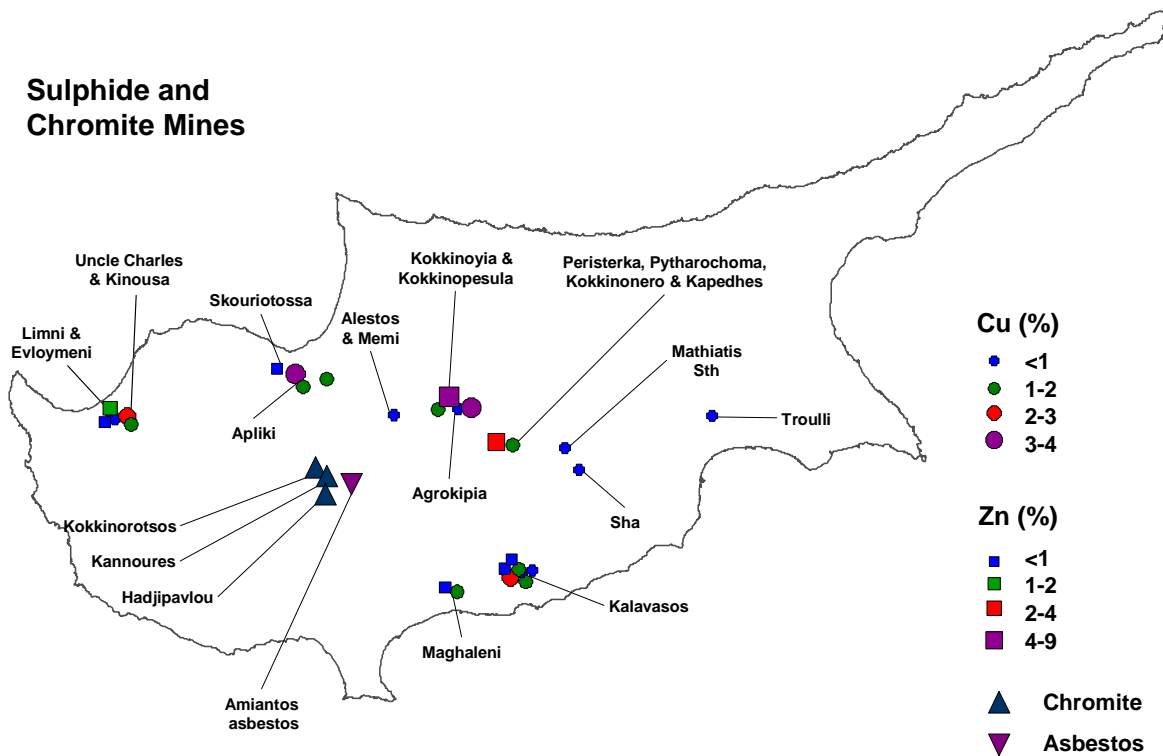 Sulphide and
Chromite Mines
Uncle Charles
& Kinousa
Limni &
Evloymeni
Skouriotossa
Alestos
& Memi
Kokkinoyia &
Kokkinopesula
Peristerka, Pytharochoma,
Kokkinonero & Kapedhes
Mathiatis
Sth
Troulli
Apliki
Agrokipia
Sha
Kokkinorotsos
Kannoures
Hadjipavlou
Kalavasos
Maghaleni
Amiantos
asbestos
Cu (%)
<1
1-2
2-3
3-4
Zn (%)
<1
1-2
2-4
4-9
Chromite
Asbestos